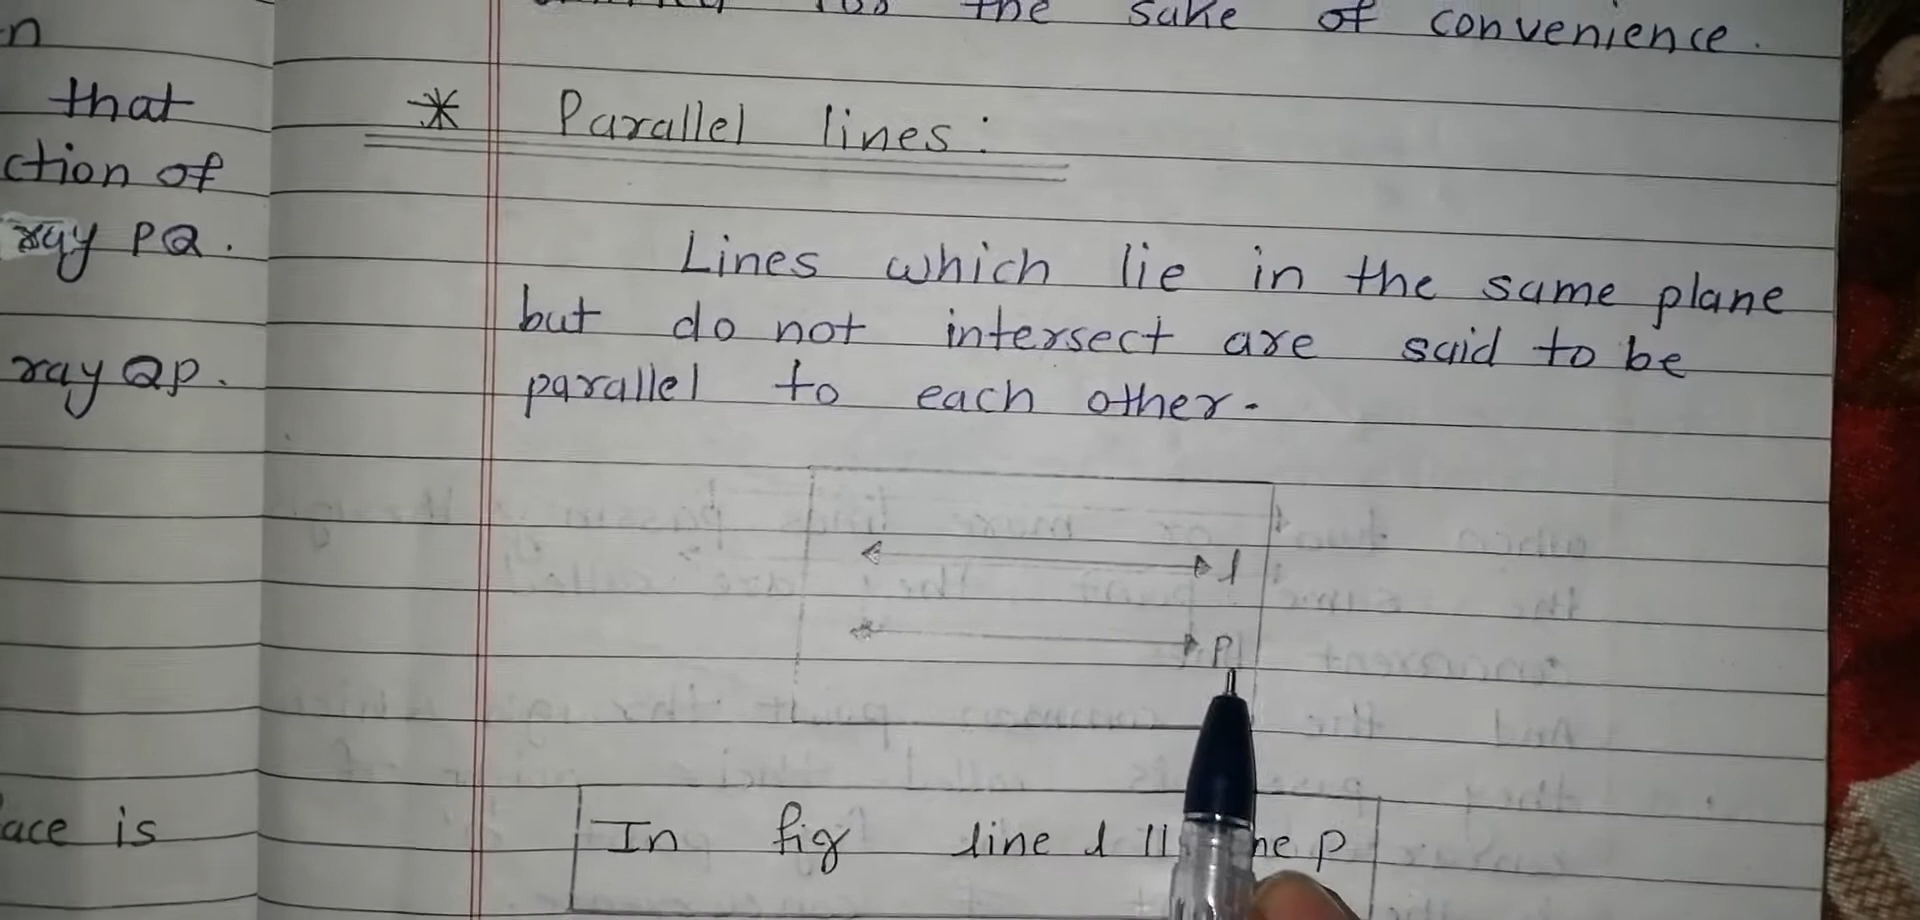 n
that
ction of
ray PQ.
ray QP.
ace is
the sake of convenience.
* Parallel lines:
Lines which lie in the same plane
but do not intersect are said to be
parallel to each other.
l
P
In fig line l || ne p